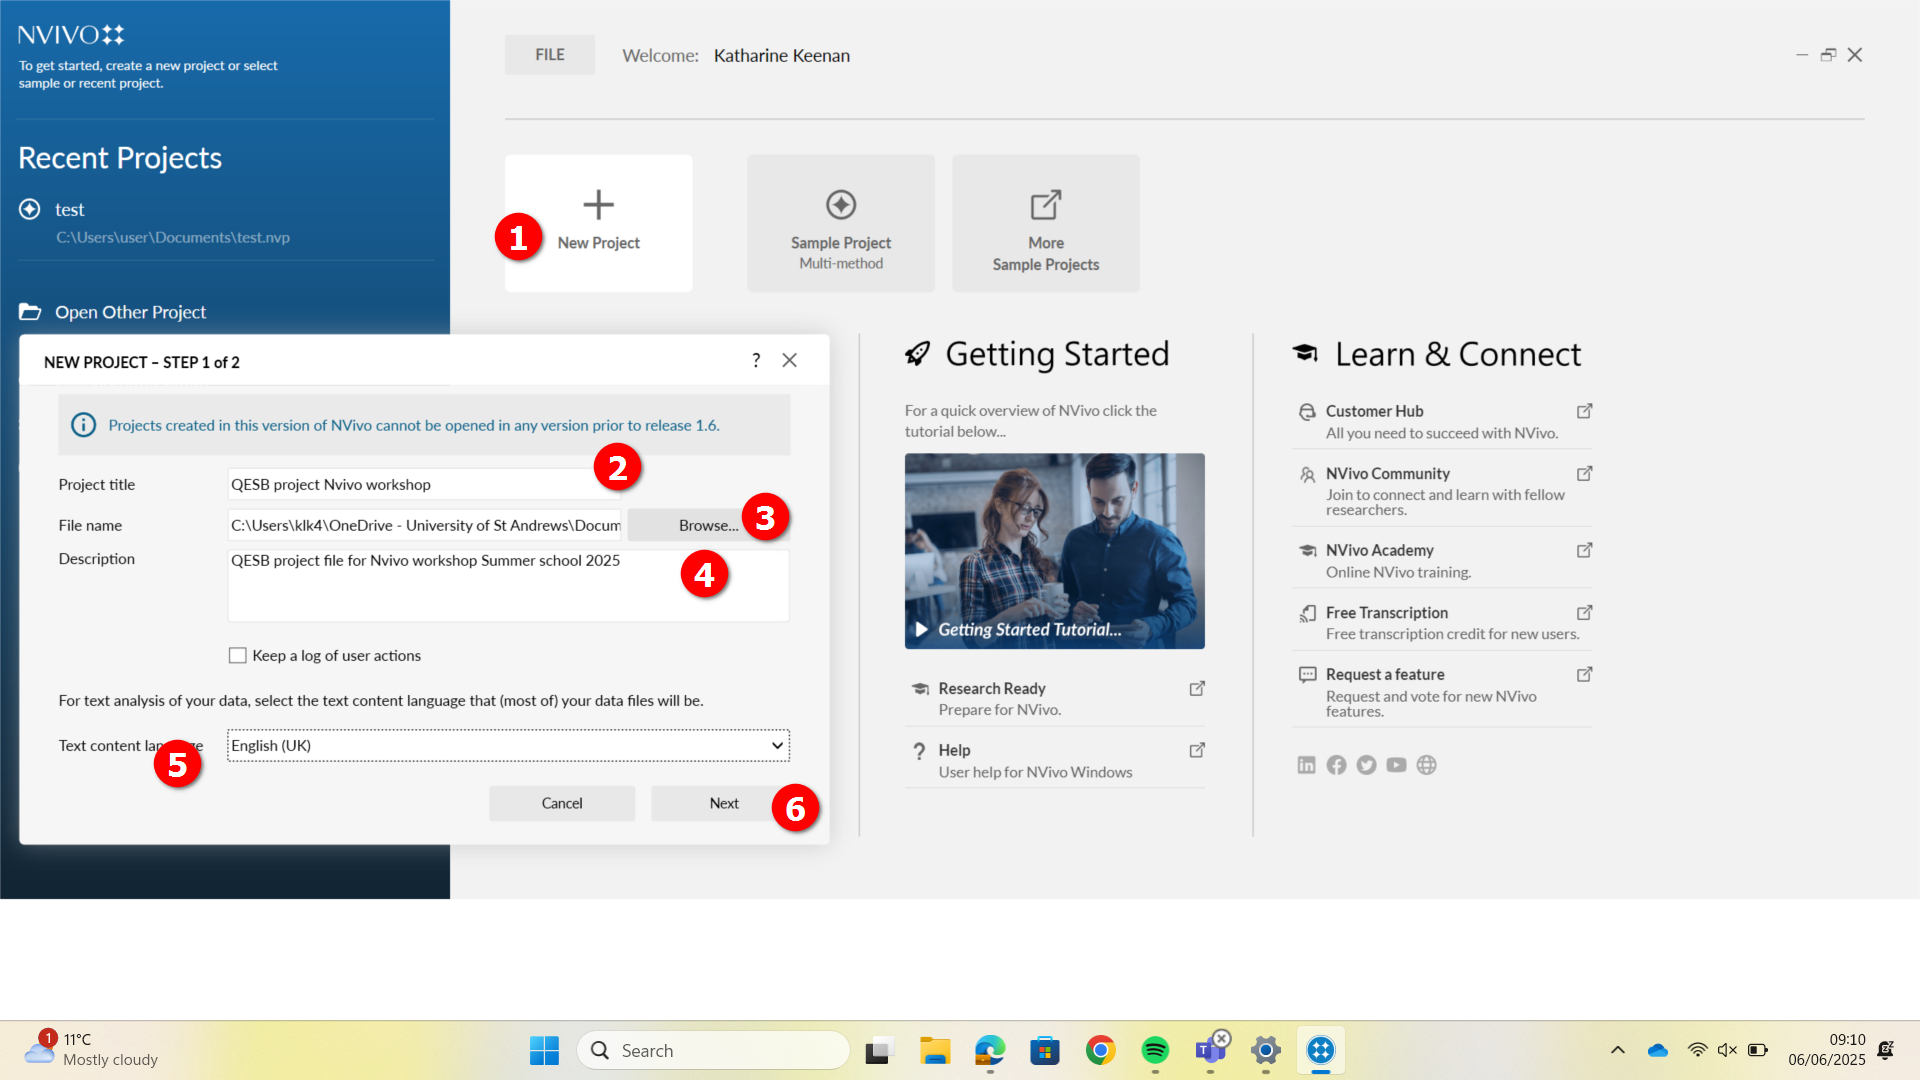 NVIVO
To get started, create a new project or select
sample or recent project.
Recent Projects
test
C:\Users\user\Documents\test.nvp
Open Other Project
FILE
Welcome: Katharine Keenan
1
New Project
Sample Project
Multi-method
More
Sample Projects
NEW PROJECT – STEP 1 of 2
?
Projects created in this version of NVivo cannot be opened in any version prior to release 1.6.
2
Project title
QESB project Nvivo workshop
File name
C:\Users\klk4\OneDrive - University of St Andrews\Docum
Browse...
3
Description
QESB project file for Nvivo workshop Summer school 2025
4
Keep a log of user actions
For text analysis of your data, select the text content language that (most of) your data files will be.
Text content
English (UK)
5
Cancel
Next
6
Getting Started
For a quick overview of NVivo click the
tutorial below...
Getting Started Tutorial...
Research Ready
Prepare for NVivo.
? Help
User help for NVivo Windows
Learn & Connect
Customer Hub
All you need to succeed with NVivo.
NVivo Community
Join to connect and learn with fellow
researchers.
NVivo Academy
Online NVivo training.
Free Transcription
Free transcription credit for new users.
Request a feature
Request and vote for new NVivo
features.
1
11°C
Mostly cloudy
Search
09:10
06/06/2025